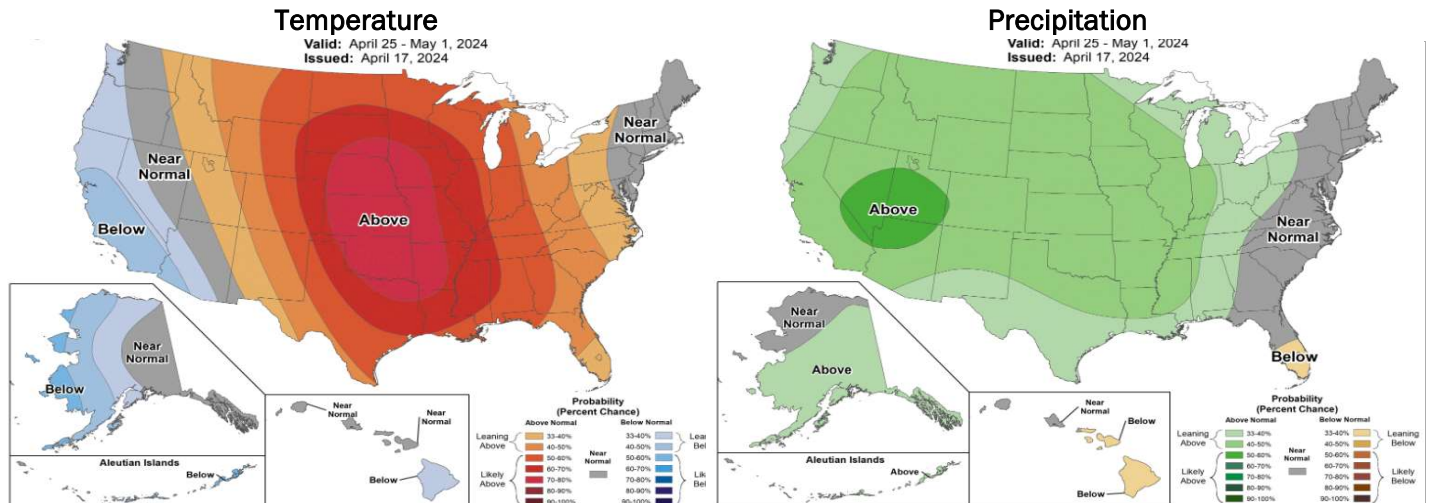 Temperature
Valid: April 25 - May 1, 2024
Issued: April 17, 2024
Near
Normal
Near
Normal
Below
Above
Near
Normal
Below
Aleutian Islands
Below
Near
Normal
Near
Normal
Below
Probability
(Percent Chance)
Above Normal
Below Normal
Leaning
Above
33-40%
40-50%
50-60%
Likely
Above
60-70%
70-80%
80-90%
90-100%
Near
Normal
33-40%
40-50%
50-60%
60-70%
70-80%
80-90%
90-100%
Lea
Bel
Lik
Bel
Precipitation
Valid: April 25 - May 1, 2024
Issued: April 17, 2024
Above
Near
Normal
Below
Near
Normal
Above
Aleutian Islands
Above
Near
Normal
Below
Below
Probability
(Percent Chance)
Above Normal
Below Normal
Leaning
Above
33-40%
40-50%
50-60%
Likely
Above
60-70%
70-80%
80-90%
90-100%
Near
Normal
33-40%
40-50%
50-60%
60-70%
70-80%
80-90%
90-100%
Leaning
Below
Likely
Below